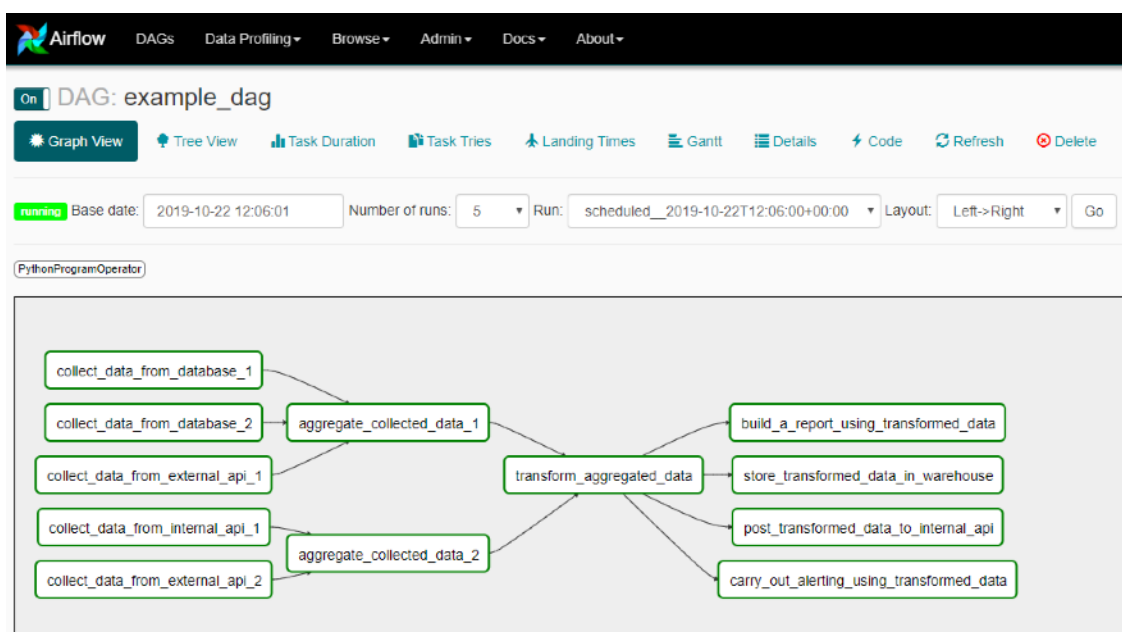 Airflow DAGs Data Profiling Browse Admin Docs About
On DAG: example_dag
Graph View Tree View Task Duration Task Tries Landing Times Gantt Details Code Refresh Delete
running Base date: 2019-10-22 12:06:01 Number of runs: 5 Run: scheduled__2019-10-22T12:06:00+00:00 Layout: Left->Right Go
PythonProgramOperator
collect_data_from_database_1
collect_data_from_database_2
collect_data_from_external_api_1
collect_data_from_internal_api_1
collect_data_from_external_api_2
aggregate_collected_data_1
aggregate_collected_data_2
transform_aggregated_data
build_a_report_using_transformed_data
store_transformed_data_in_warehouse
post_transformed_data_to_internal_api
carry_out_alerting_using_transformed_data